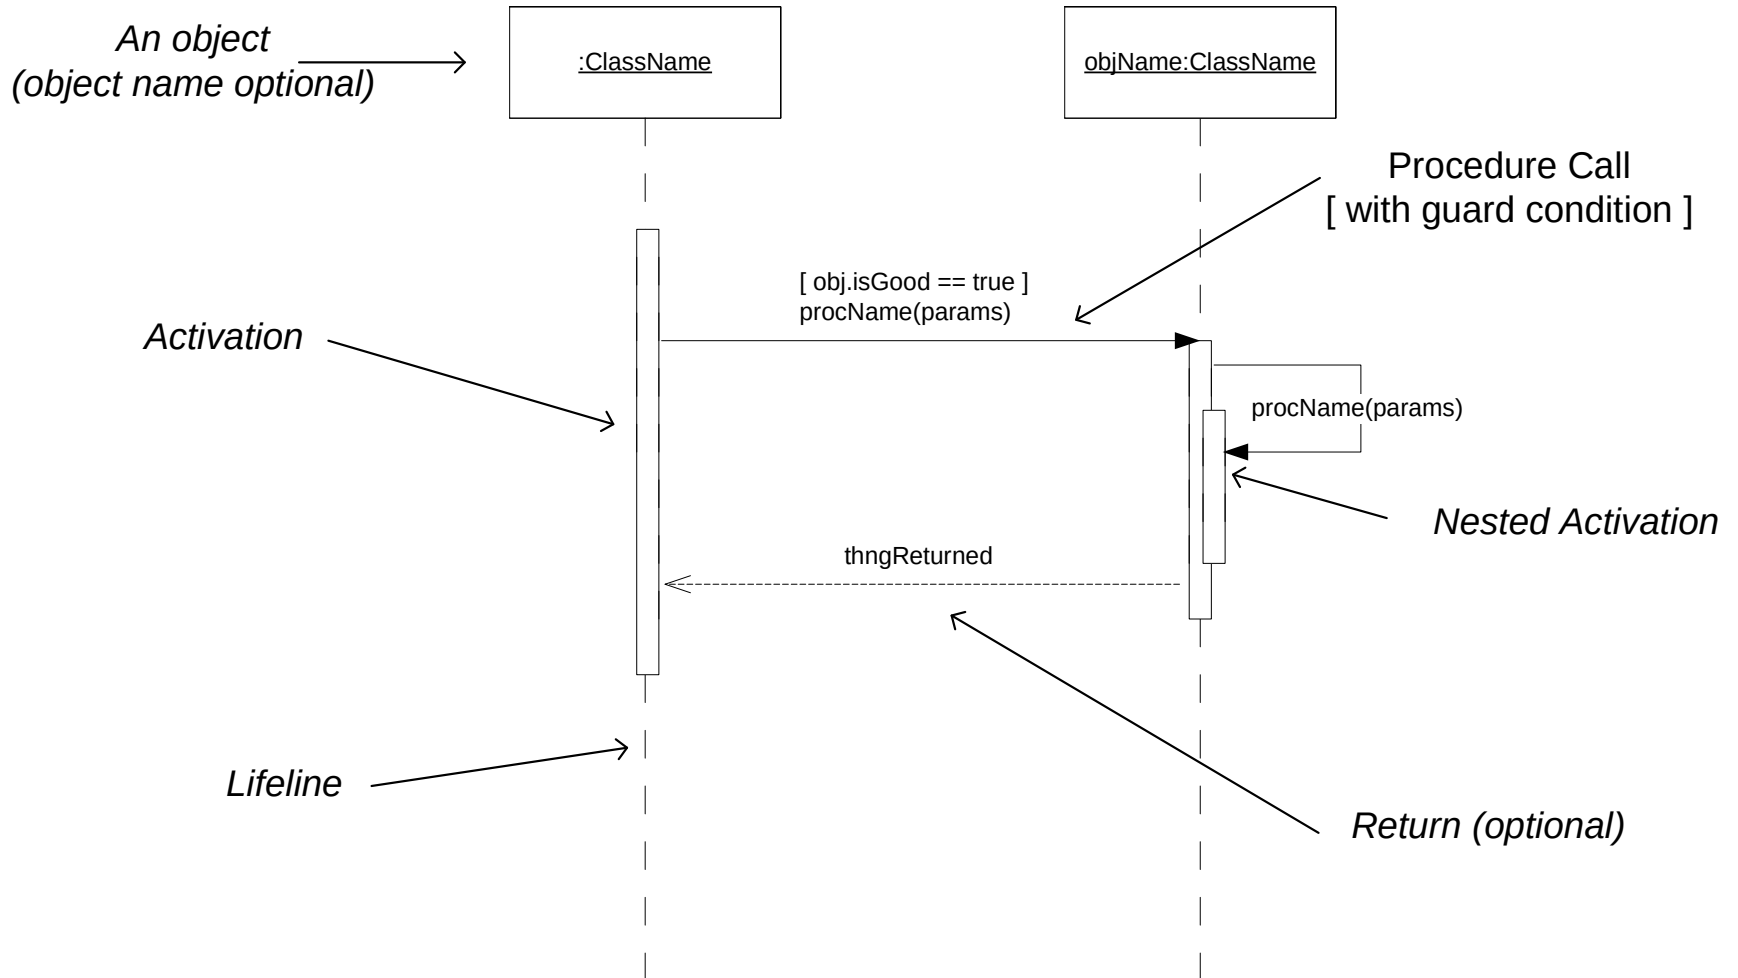 An object
(object name optional)
:ClassName
objName:ClassName
Procedure Call
[ with guard condition ]
[ obj.isGood == true ]
procName(params)
Activation
procName(params)
Nested Activation
thngReturned
Lifeline
Return (optional)